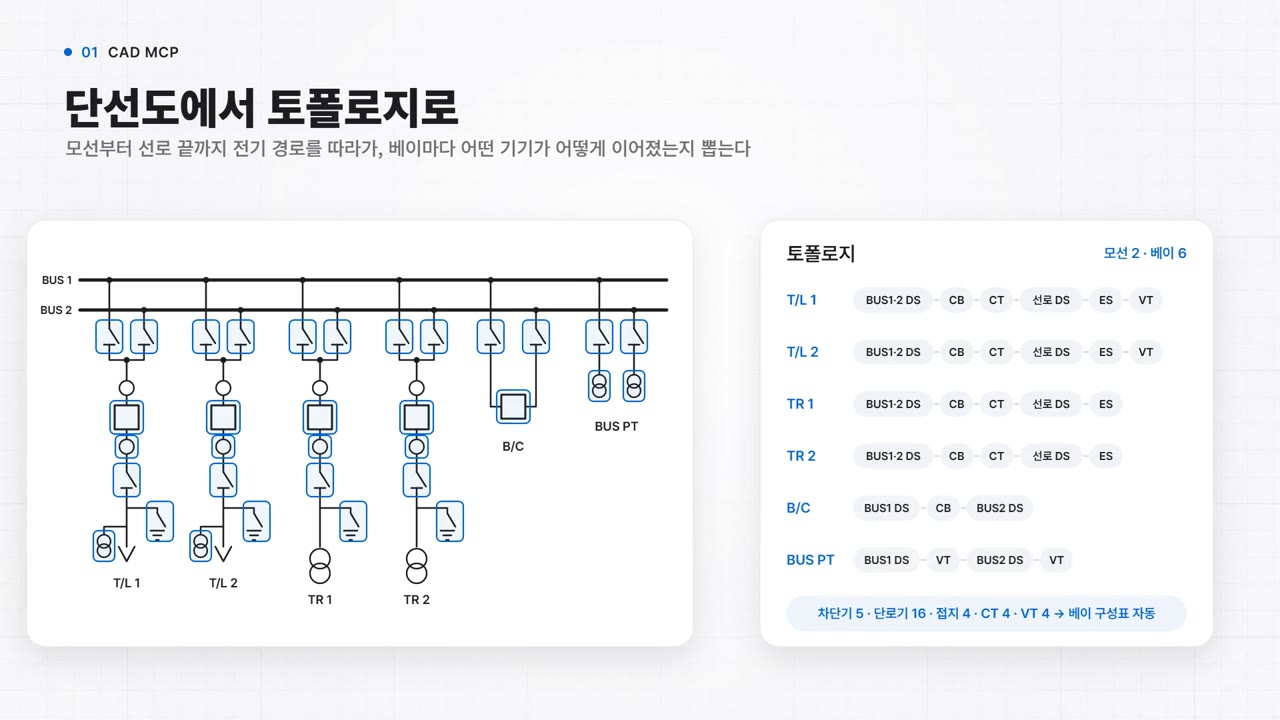 01 CAD MCP
단선도에서 토폴로지로
모선부터 선로 끝까지 전기 경로를 따라가, 베이마다 어떤 기기가 어떻게 이어졌는지 뽑는다
BUS 1
BUS 2
B/C
BUS PT
T/L 1
T/L 2
TR 1
TR 2
토폴로지
모선 2 · 베이 6
T/L 1 BUS1·2 DS CB CT 선로 DS ES VT
T/L 2 BUS1·2 DS CB CT 선로 DS ES VT
TR 1 BUS1·2 DS CB CT 선로 DS ES
TR 2 BUS1·2 DS CB CT 선로 DS ES
B/C BUS1 DS CB BUS2 DS
BUS PT BUS1 DS VT BUS2 DS VT
차단기 5 · 단로기 16 · 접지 4 · CT 4 · VT 4 → 베이 구성표 자동